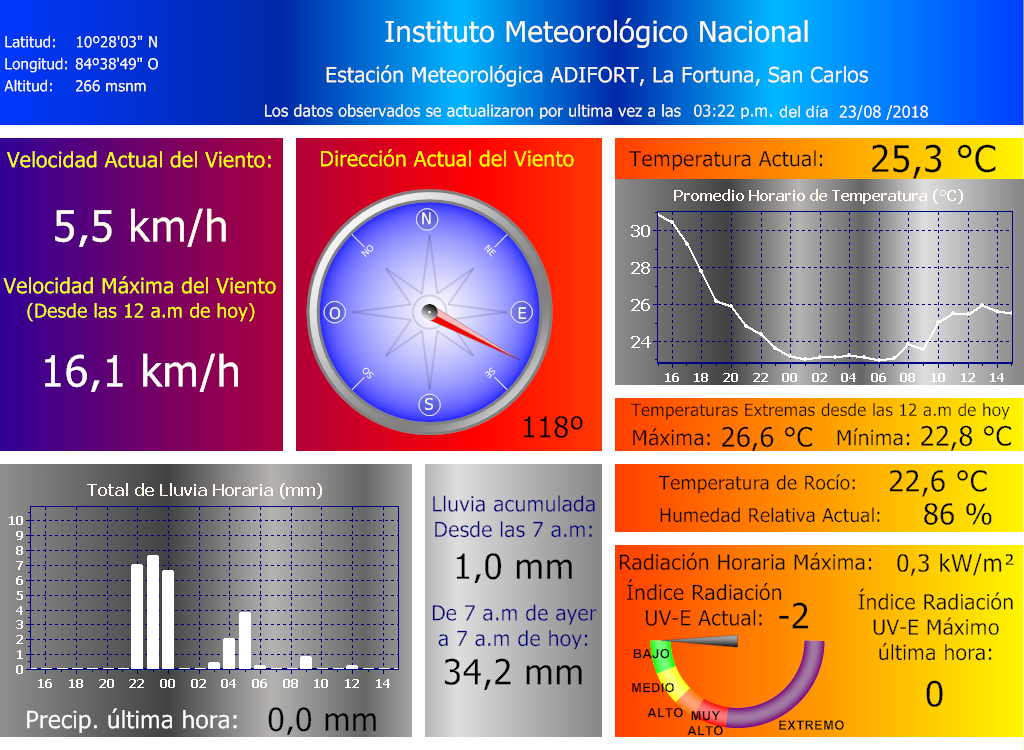 Instituto Meteorológico Nacional
Latitud: 10º28'03" N
Longitud: 84º38'49" O
Altitud: 266 msnm
Estación Meteorológica ADIFORT, La Fortuna, San Carlos
Los datos observados se actualizaron por ultima vez a las 03:22 p.m. del día 23/08 /2018
Velocidad Actual del Viento:
5,5 km/h
Velocidad Máxima del Viento
(Desde las 12 a.m de hoy)
16,1 km/h
Dirección Actual del Viento
N
NO
NE
O
E
SO
SE
S
118º
Temperatura Actual: 25,3 °C
Promedio Horario de Temperatura (°C)
30
28
26
24
16 18 20 22 00 02 04 06 08 10 12 14
Temperaturas Extremas desde las 12 a.m de hoy
Máxima: 26,6 °C Mínima: 22,8 °C
Total de Lluvia Horaria (mm)
10
9
8
7
6
5
4
3
2
1
0
16 18 20 22 00 02 04 06 08 10 12 14
Precip. última hora: 0,0 mm
Lluvia acumulada
Desde las 7 a.m:
1,0 mm
De 7 a.m de ayer
a 7 a.m de hoy:
34,2 mm
Temperatura de Rocío: 22,6 °C
Humedad Relativa Actual: 86 %
Radiación Horaria Máxima: 0,3 kW/m²
Índice Radiación
UV-E Actual: -2
BAJO
MEDIO
ALTO
MUY
ALTO
EXTREMO
Índice Radiación
UV-E Máximo
última hora:
0